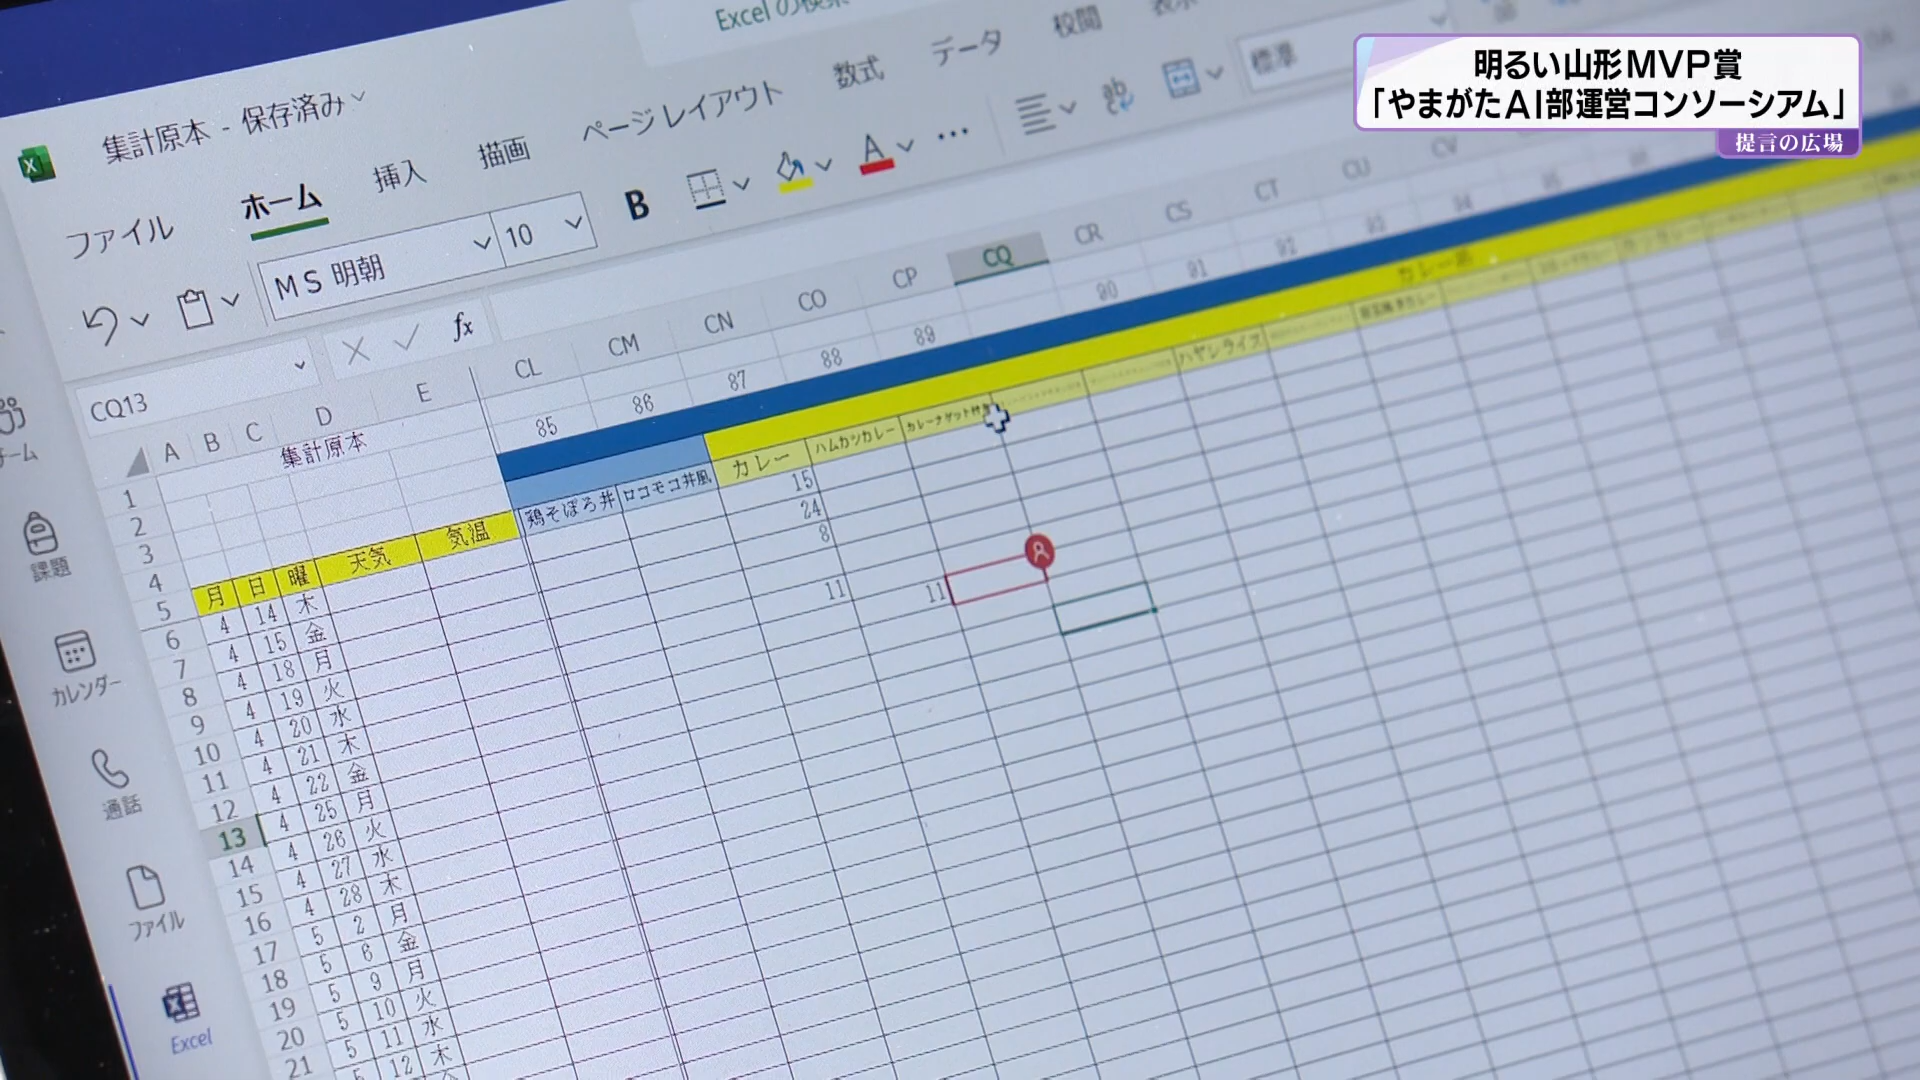 明るい山形MVP賞
「やまがたAI部運営コンソーシアム」
提言の広場
Excel の検索
集計原本 - 保存済み
ファイル ホーム 挿入 描画 ページ レイアウト 数式 データ 校閲 表示
MS 明朝 10 B A ab 標準
CQ13 fx
A B C D E CL CM CN CO CP CQ CR CS CT CU CV
1 集計原本 85 86 87 88 89 90 91 92 93 94
2
3 カレー ハムカツカレー ハヤシライス
鶏そぼろ丼 ロコモコ丼風
4 月 日 曜 天気 気温
5 4 14 木 15
6 4 15 金 24
7 4 18 月 8
8 4 19 火
9 4 20 水 11 11
10 4 21 木
11 4 22 金
12 4 25 月
13 4 26 火
14 4 27 水
15 4 28 木
16 5 2 月
17 5 6 金
18 5 9 月
19 5 10 火
20 5 11 水
21 5 12 木
チーム
課題
カレンダー
通話
ファイル
Excel